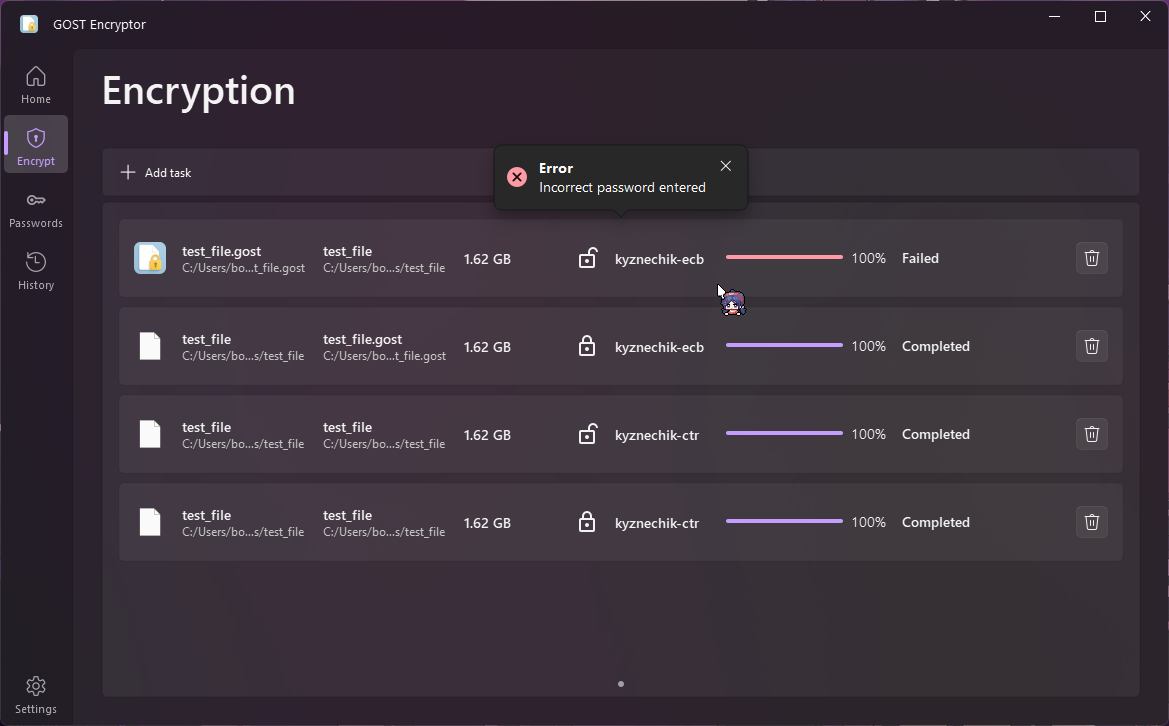 GOST Encryptor
Home
Encrypt
Passwords
History
Settings
Encryption
Add task
Error
Incorrect password entered
test_file.gost test_file 1.62 GB kyznechik-ecb 100% Failed
C:/Users/bo...t_file.gost C:/Users/bo...s/test_file
test_file test_file.gost 1.62 GB kyznechik-ecb 100% Completed
C:/Users/bo...s/test_file C:/Users/bo...t_file.gost
test_file test_file 1.62 GB kyznechik-ctr 100% Completed
C:/Users/bo...s/test_file C:/Users/bo...s/test_file
test_file test_file 1.62 GB kyznechik-ctr 100% Completed
C:/Users/bo...s/test_file C:/Users/bo...s/test_file